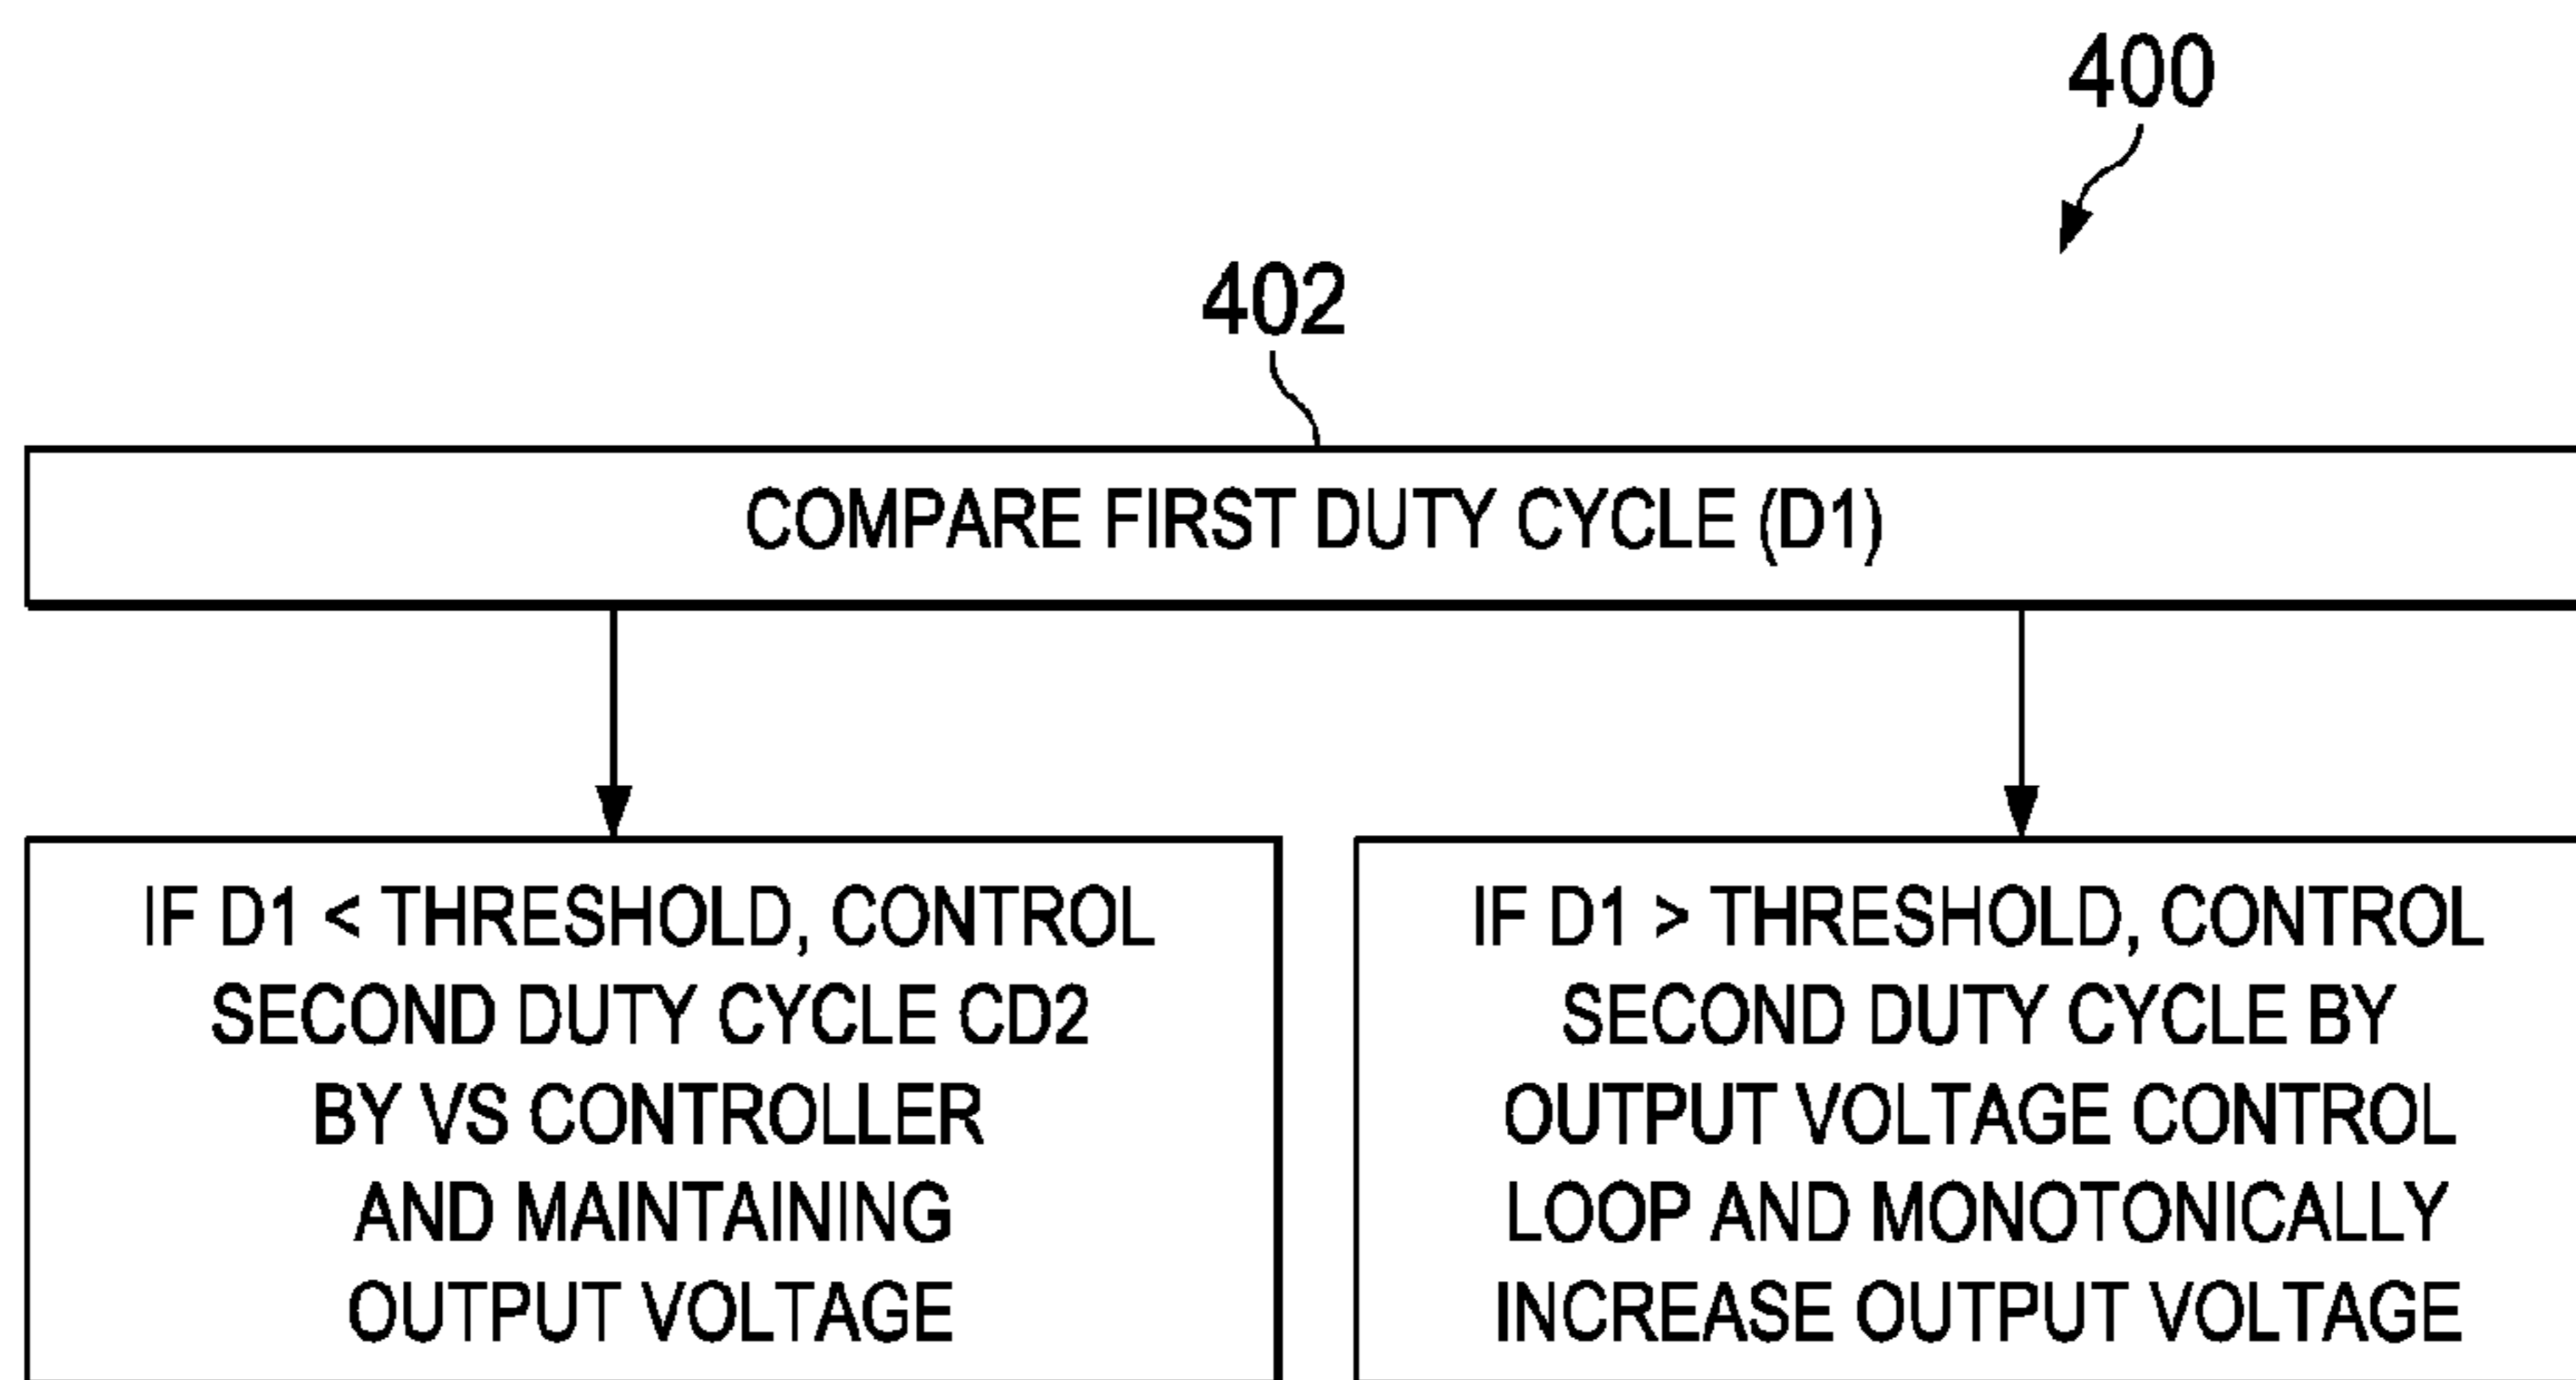 400
402
COMPARE FIRST DUTY CYCLE (D1)
IF D1 < THRESHOLD, CONTROL
SECOND DUTY CYCLE CD2
BY VS CONTROLLER
AND MAINTAINING
OUTPUT VOLTAGE
IF D1 > THRESHOLD, CONTROL
SECOND DUTY CYCLE BY
OUTPUT VOLTAGE CONTROL
LOOP AND MONOTONICALLY
INCREASE OUTPUT VOLTAGE